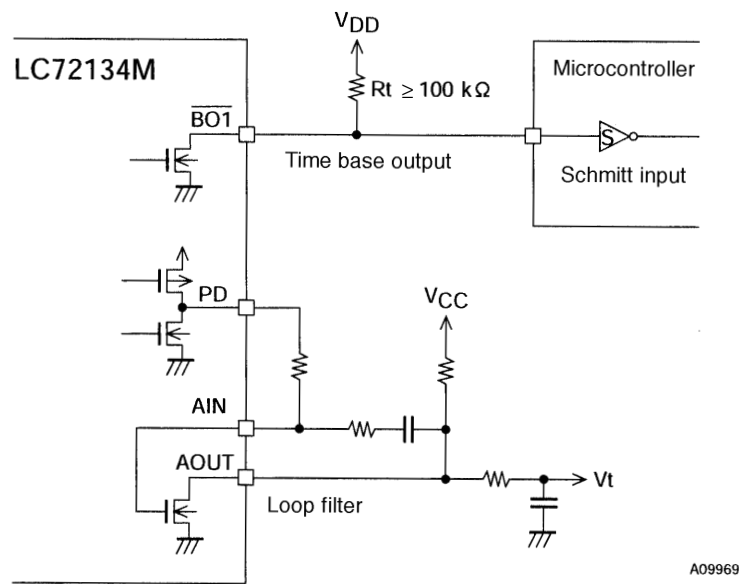 VDD
LC72134M
Microcontroller
Rt ≥ 100 kΩ
BO1
S
Time base output
Schmitt input
PD
VCC
AIN
AOUT
Vt
Loop filter
A09969